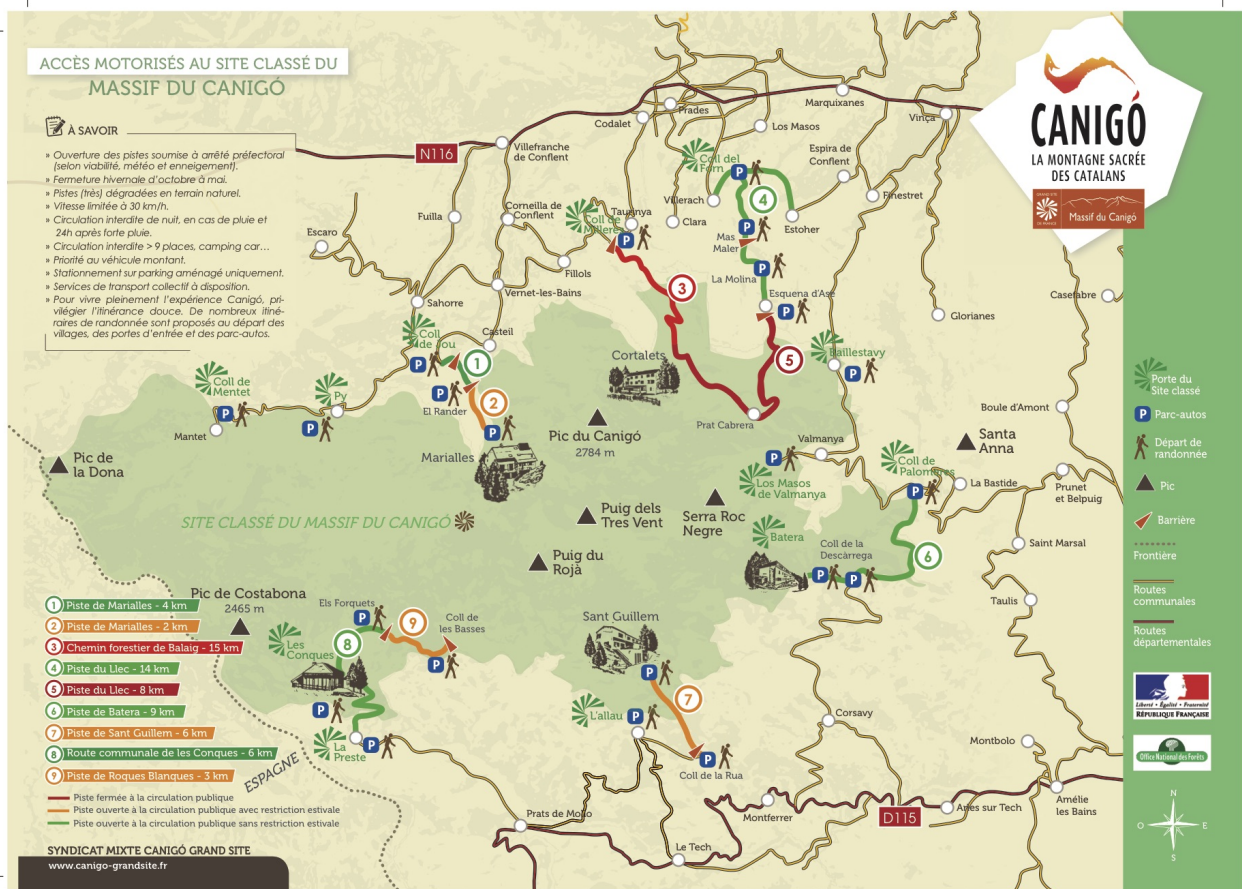 ACCÈS MOTORISÉS AU SITE CLASSÉ DU
MASSIF DU CANIGÓ
À SAVOIR
» Ouverture des pistes soumise à arrêté préfectoral
(selon viabilité, météo et enneigement).
» Fermeture hivernale d'octobre à mai.
» Pistes (très) dégradées en terrain naturel.
» Vitesse limitée à 30 km/h.
» Circulation interdite de nuit, en cas de pluie et
24h après forte pluie.
» Circulation interdite > 9 places, camping car…
» Priorité au véhicule montant.
» Stationnement sur parking aménagé uniquement.
» Services de transport collectif à disposition.
» Pour vivre pleinement l'expérience Canigó, pri-
vilégier l'itinérance douce. De nombreux itiné-
raires de randonnée sont proposés au départ des
villages, des portes d'entrée et des parc-autos.
CANIGÓ
LA MONTAGNE SACRÉE
DES CATALANS
Massif du Canigó
N116
Codalet
Prades
Marquixanes
Vinça
Los Masos
Villefranche
de Conflent
Coll del
Forn
Espira de
Conflent
Finestret
Villerach
Clara
4
Estoher
Fuilla
Corneilla de
Conflent
Coll de
Milleres
Taurinya
Mas
Maler
Escaro
Fillols
La Molina
Esquena d'Ase
Sahorre
Vernet-les-Bains
3
Casefabre
Glorianes
Coll
de Jou
Casteil
1
Cortalets
5
Baillestavy
Coll de
Mentet
Py
El Rander
2
Prat Cabrera
Mantet
Marialles
Pic du Canigó
2784 m
Boule d'Amont
Valmanya
Santa
Anna
Pic de
la Dona
Coll de
Palomeres
La Bastide
Prunet
et Belpuig
Los Masos
de Valmanya
SITE CLASSÉ DU MASSIF DU CANIGÓ
Puig dels
Tres Vent
Serra Roc
Negre
Batera
Coll de la
Descàrrega
6
Saint Marsal
Puig du
Rojà
Taulis
Pic de Costabona
2465 m
Els Forquets
9
Coll de
les Basses
Les
Conques
8
Sant Guillem
7
L'allau
Coll de la Rua
La
Preste
ESPAGNE
Corsavy
Montbolo
Prats de Mollo
Montferrer
D115
Arles sur Tech
Amélie
les Bains
Le Tech
1 Piste de Marialles - 4 km
2 Piste de Marialles - 2 km
3 Chemin forestier de Balaig - 15 km
4 Piste du Llec - 14 km
5 Piste du Llec - 8 km
6 Piste de Batera - 9 km
7 Piste de Sant Guillem - 6 km
8 Route communale de les Conques - 6 km
9 Piste de Roques Blanques - 3 km
Piste fermée à la circulation publique
Piste ouverte à la circulation publique avec restriction estivale
Piste ouverte à la circulation publique sans restriction estivale
SYNDICAT MIXTE CANIGÓ GRAND SITE
www.canigo-grandsite.fr
Porte du
Site classé
P Parc-autos
Départ de
randonnée
Pic
Barrière
Frontière
Routes
communales
Routes
départementales
Liberté • Égalité • Fraternité
RÉPUBLIQUE FRANÇAISE
Office National des Forêts
N
O E
S